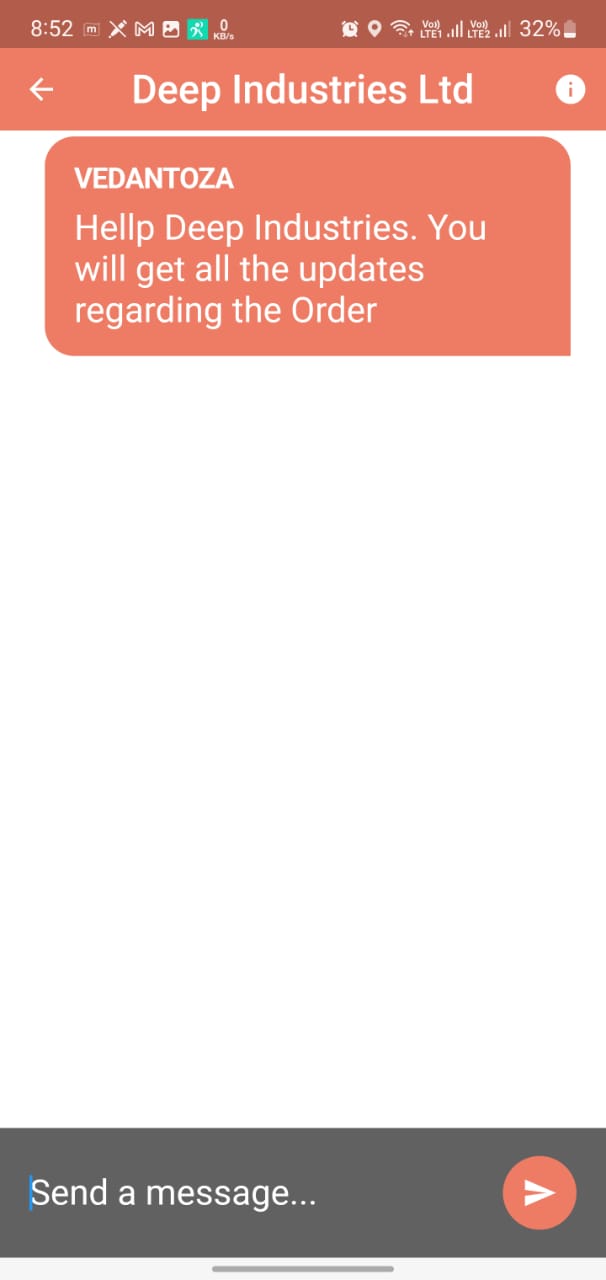 8:52 m 0 KB/s Vo)) LTE1 Vo)) LTE2 32%
Deep Industries Ltd
VEDANTOZA
Hellp Deep Industries. You
will get all the updates
regarding the Order
Send a message...